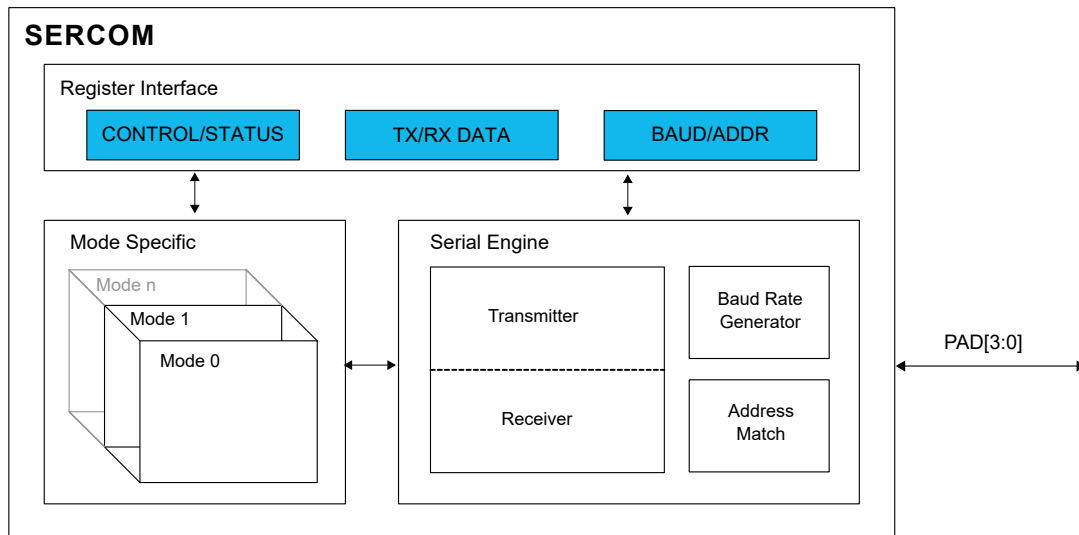 SERCOM
Register Interface
CONTROL/STATUS
TX/RX DATA
BAUD/ADDR
Mode Specific
Mode n
Mode 1
Mode 0
Serial Engine
Transmitter
Receiver
Baud Rate
Generator
Address
Match
PAD[3:0]